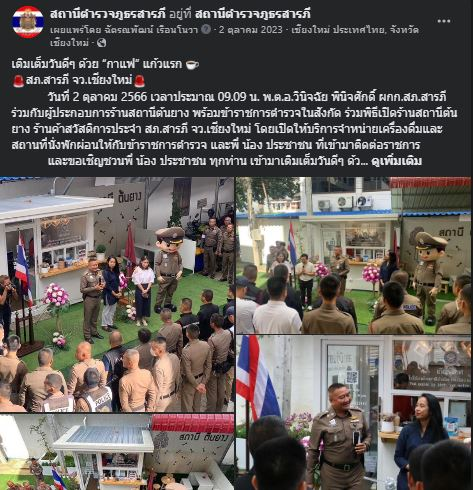 สถานีตำรวจภูธรสารภี อยู่ที่ สถานีตำรวจภูธรสารภี
เผยแพร่โดย ฉัตรณพัฒน์ เรือนโนวา · 2 ตุลาคม 2023 · เชียงใหม่ ประเทศไทย, จังหวัด
เชียงใหม่ ·
เติมเต็มวันดีๆ ด้วย “กาแฟ” แก้วแรก ☕
🚨สภ.สารภี จว.เชียงใหม่🚨
วันที่ 2 ตุลาคม 2566 เวลาประมาณ 09.09 น. พ.ต.อ.วินิจฉัย พินิจศักดิ์ ผกก.สภ.สารภี
ร่วมกับผู้ประกอบการร้านสถานีต้นยาง พร้อมข้าราชการตำรวจในสังกัด ร่วมพิธีเปิดร้านสถานีต้น
ยาง ร้านค้าสวัสดิการประจำ สภ.สารภี จว.เชียงใหม่ โดยเปิดให้บริการจำหน่ายเครื่องดื่มและ
สถานที่นั่งพักผ่อนให้กับข้าราชการตำรวจ และพี่ น้อง ประชาชน ที่เข้ามาติดต่อราชการ
และขอเชิญชวนพี่ น้อง ประชาชน ทุกท่าน เข้ามาเติมเต็มวันดีๆ ด้ว... ดูเพิ่มเติม
สถานี ต้นยาง
สถานี
สถานี ต้นยาง
POLICE